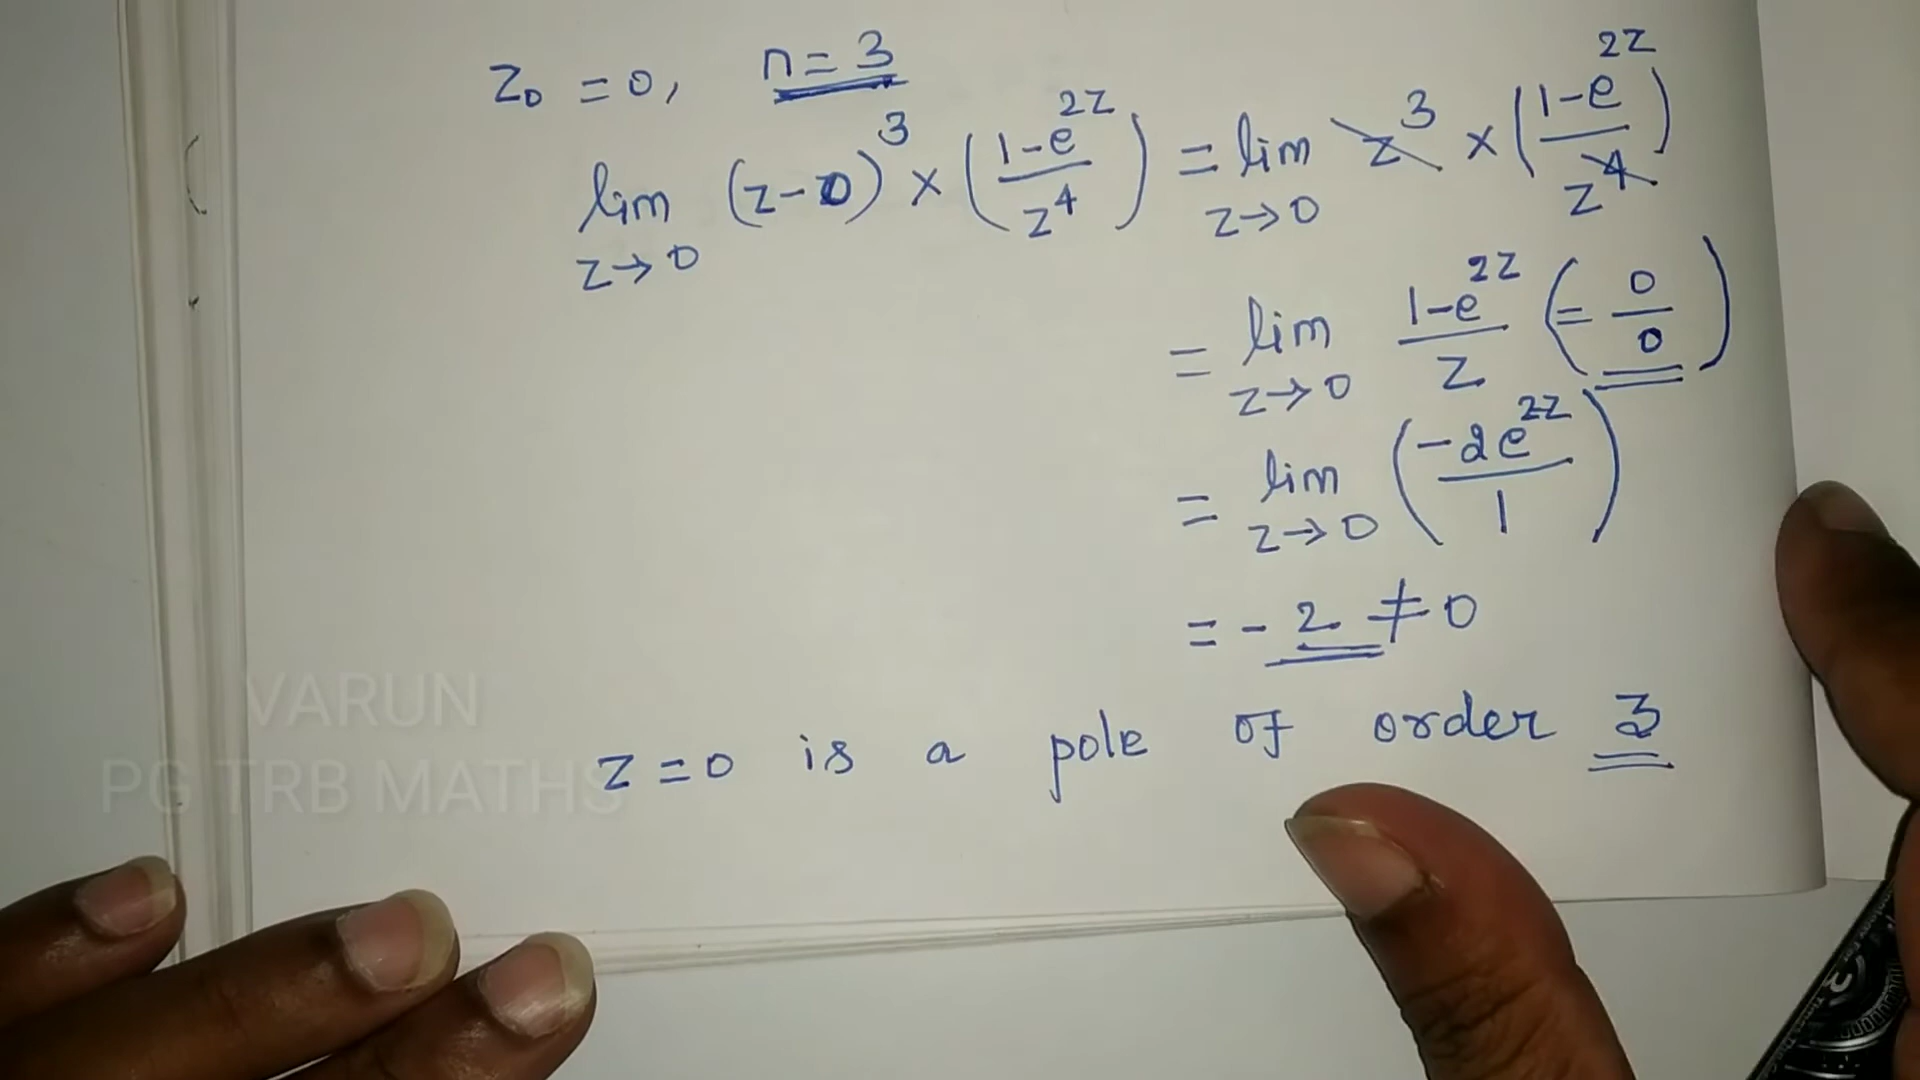 z₀ = 0, n = 3
lim z→0 (z-0)³ × ((1-e^{2z})/z⁴) = lim z→0 z³ × ((1-e^{2z})/z⁴)
= lim z→0 (1-e^{2z})/z (= 0/0)
= lim z→0 (-2e^{2z}/1)
= -2 ≠ 0
z = 0 is a pole of order 3
VARUN
PG TRB MATHS